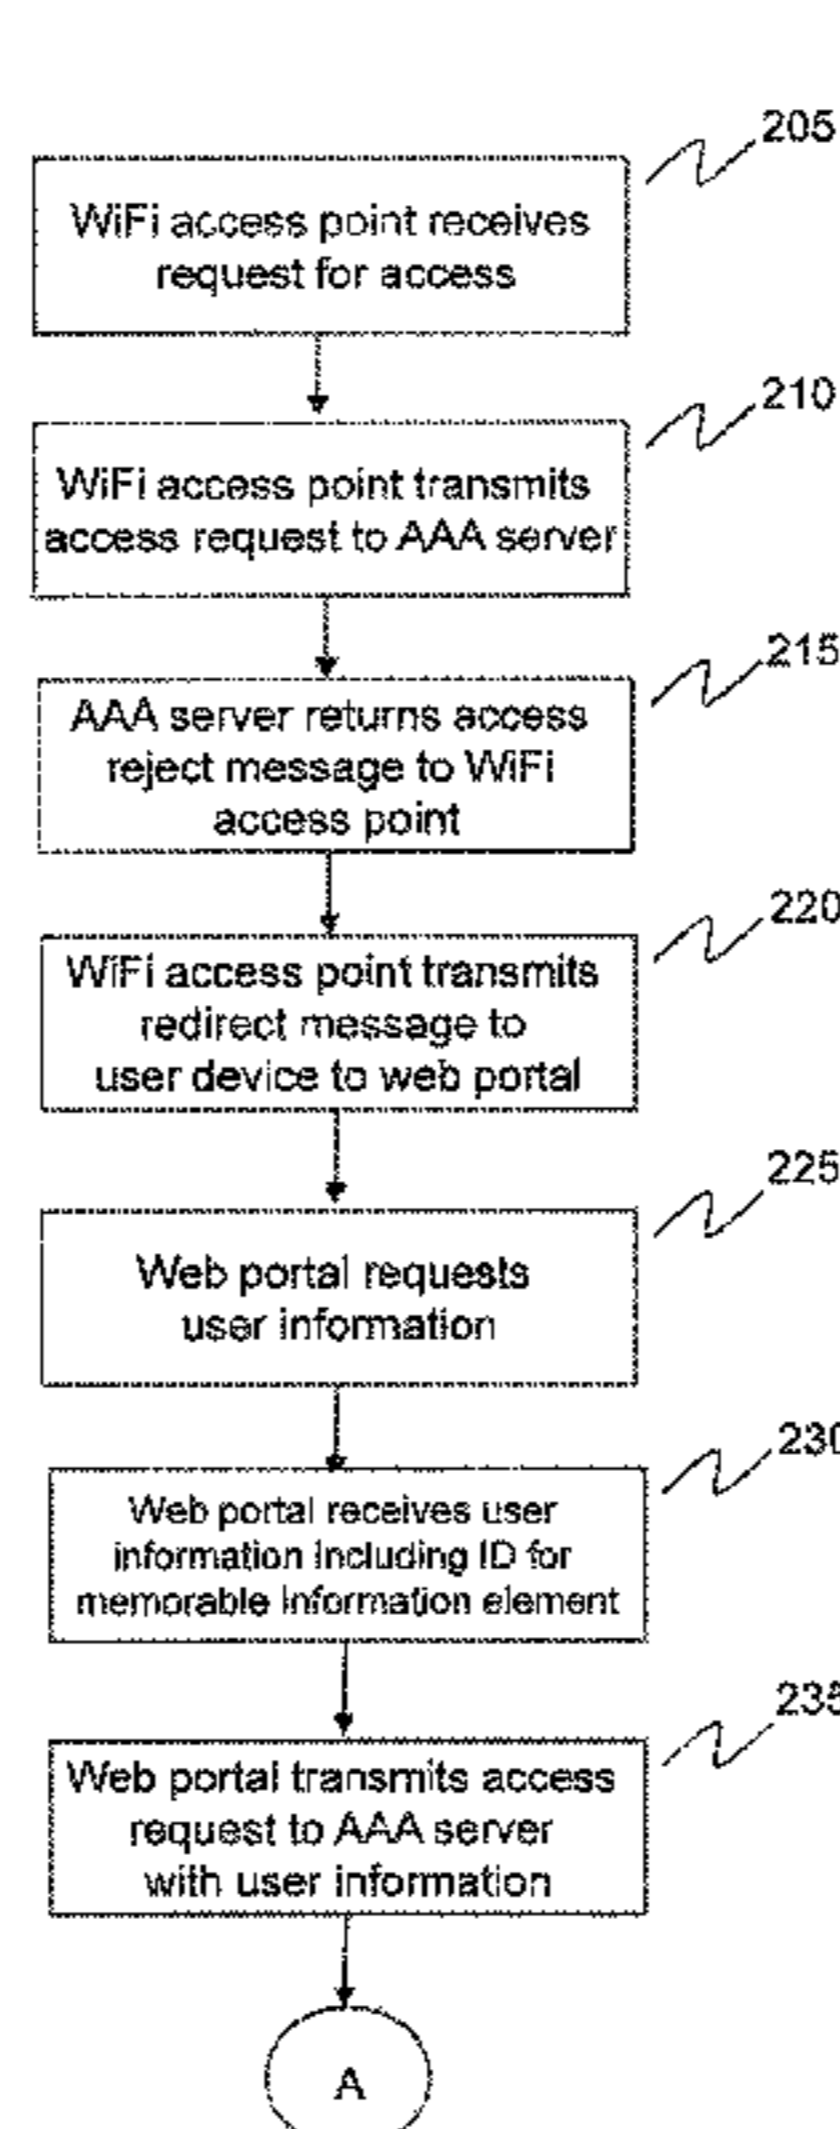 205
WiFi access point receives
request for access
210
WiFi access point transmits
access request to AAA server
215
AAA server returns access
reject message to WiFi
access point
220
WiFi access point transmits
redirect message to
user device to web portal
225
Web portal requests
user information
230
Web portal receives user
information including ID for
memorable information element
235
Web portal transmits access
request to AAA server
with user information
A